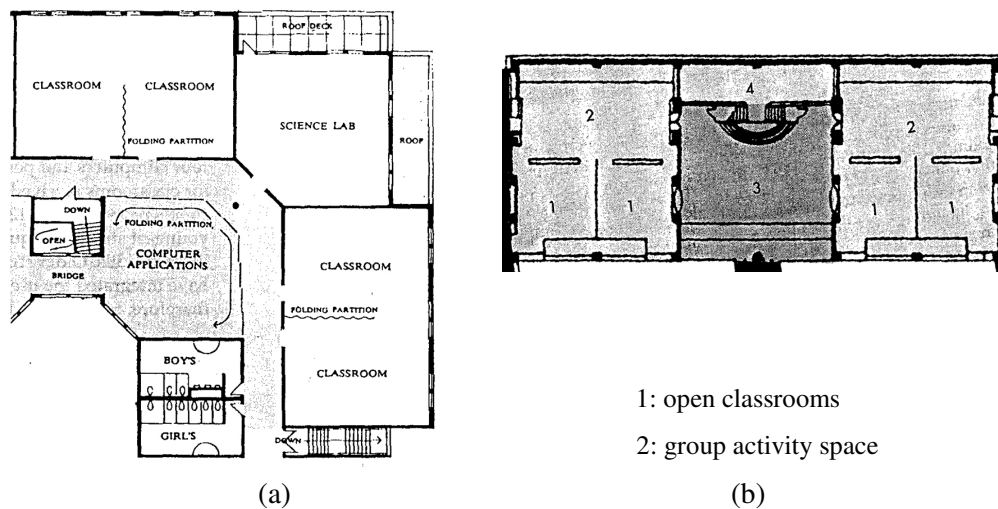 ROOF DECK
CLASSROOM
CLASSROOM
FOLDING PARTITION
SCIENCE LAB
ROOF
DOWN
OPEN
BRIDGE
FOLDING PARTITION
COMPUTER
APPLICATIONS
CLASSROOM
FOLDING PARTITION
CLASSROOM
BOY'S
GIRL'S
DOWN
(a)
4
2
2
3
1
1
1
1
1: open classrooms
2: group activity space
(b)